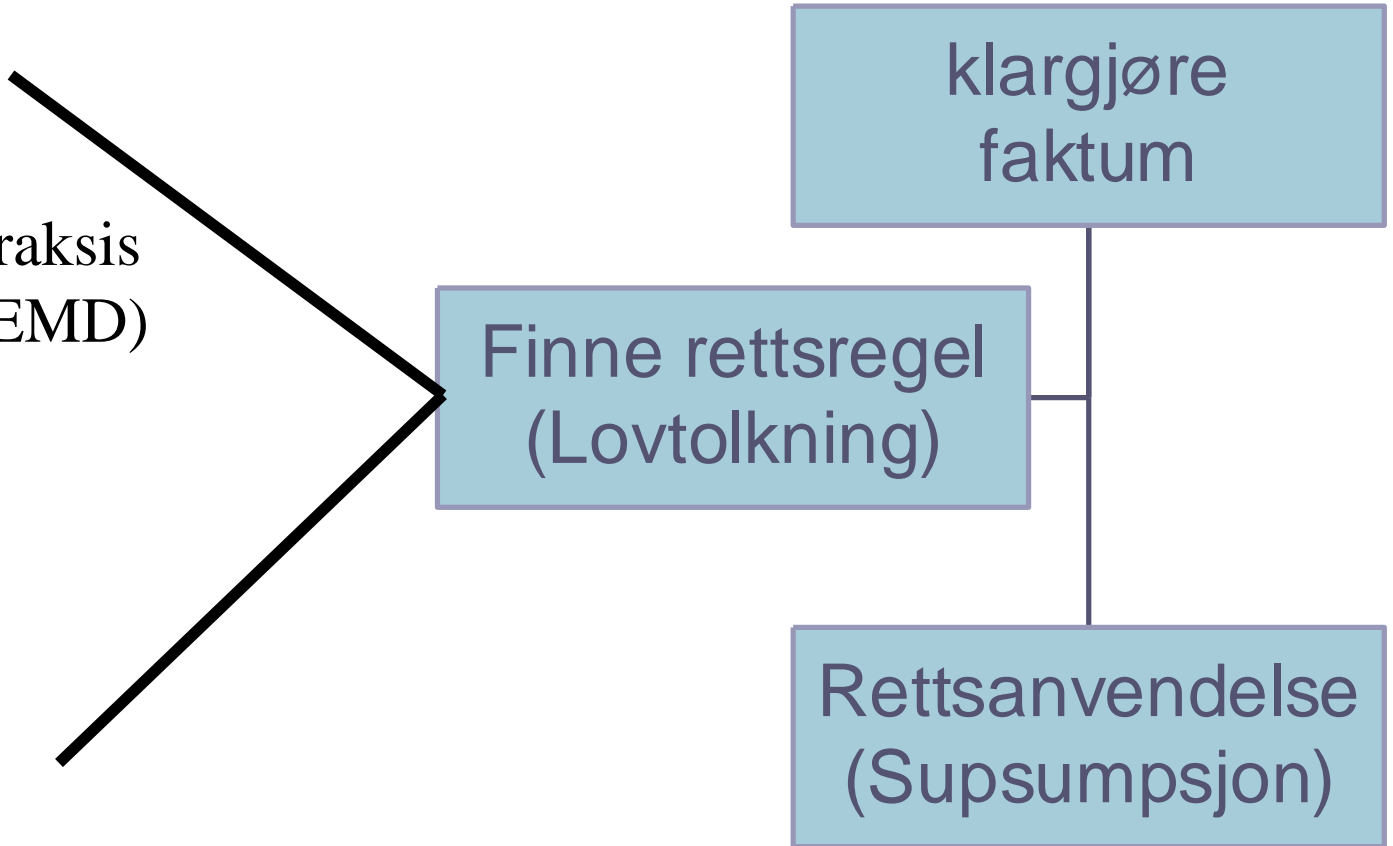 klargjøre
faktum
raksis
EMD)
Finne rettsregel
(Lovtolkning)
Rettsanvendelse
(Supsumpsjon)